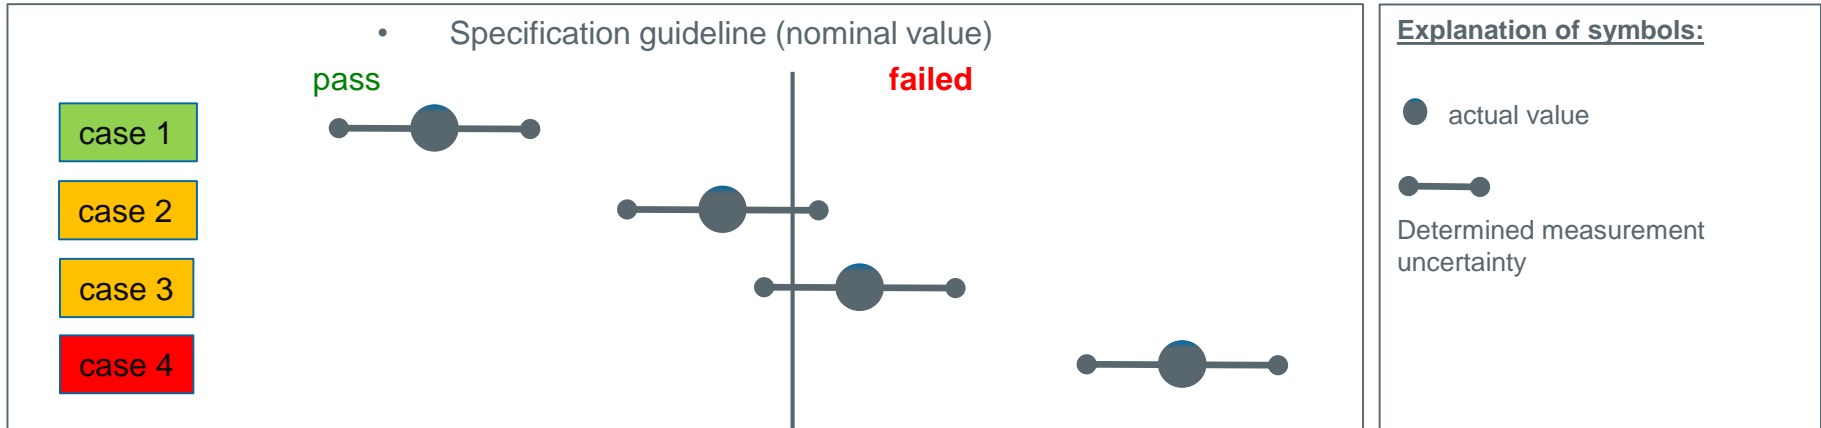 • Specification guideline (nominal value)
pass failed
case 1
case 2
case 3
case 4
Explanation of symbols:
actual value
Determined measurement
uncertainty